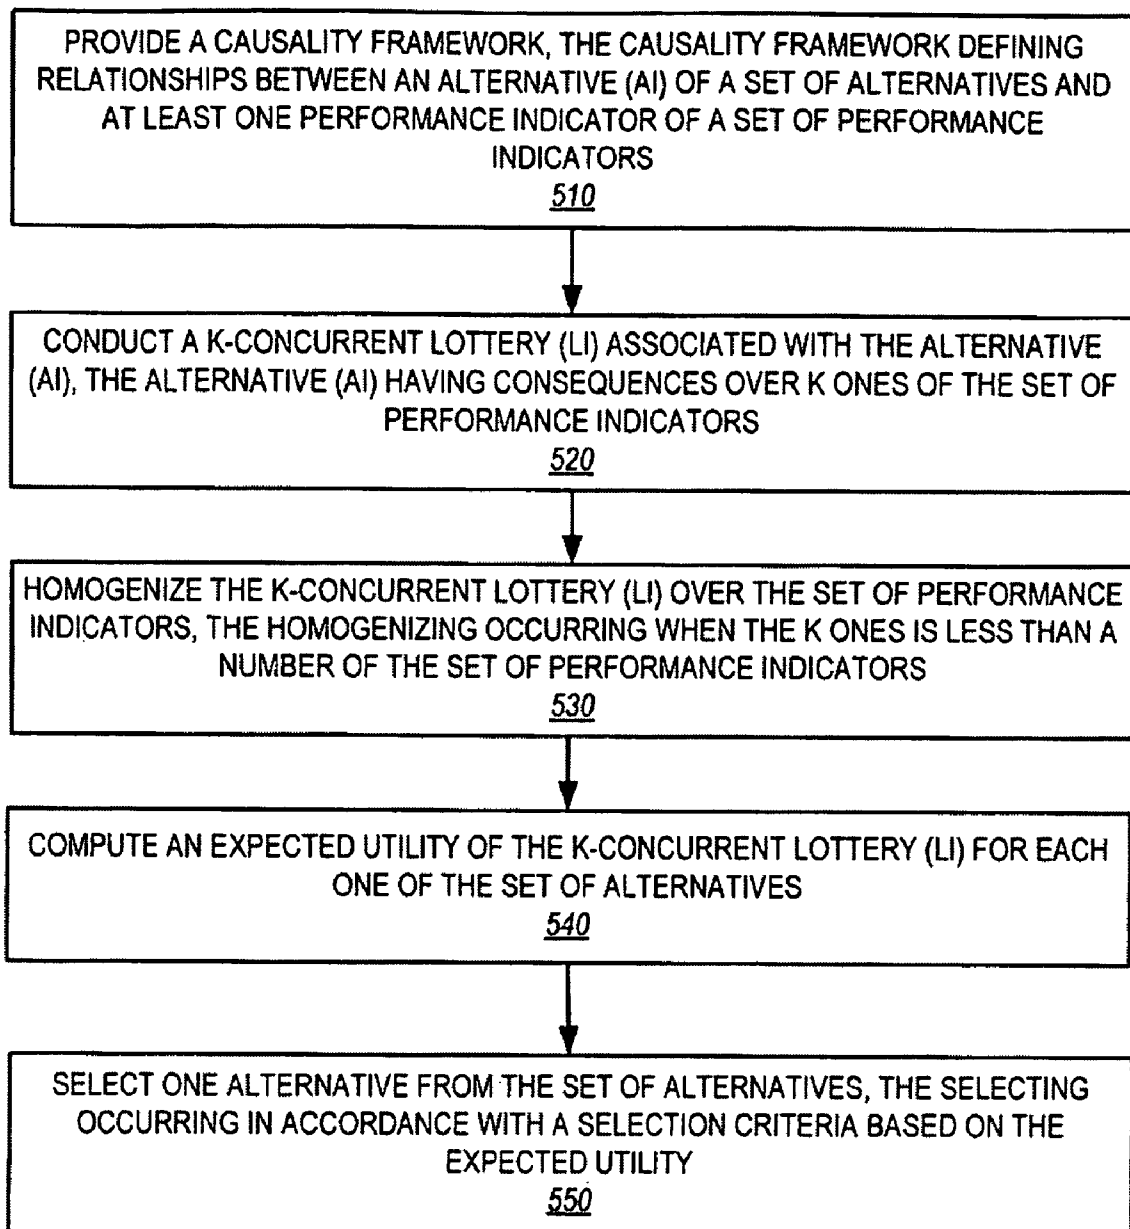 PROVIDE A CAUSALITY FRAMEWORK, THE CAUSALITY FRAMEWORK DEFINING
RELATIONSHIPS BETWEEN AN ALTERNATIVE (AI) OF A SET OF ALTERNATIVES AND
AT LEAST ONE PERFORMANCE INDICATOR OF A SET OF PERFORMANCE
INDICATORS
510
CONDUCT A K-CONCURRENT LOTTERY (LI) ASSOCIATED WITH THE ALTERNATIVE
(AI), THE ALTERNATIVE (AI) HAVING CONSEQUENCES OVER K ONES OF THE SET OF
PERFORMANCE INDICATORS
520
HOMOGENIZE THE K-CONCURRENT LOTTERY (LI) OVER THE SET OF PERFORMANCE
INDICATORS, THE HOMOGENIZING OCCURRING WHEN THE K ONES IS LESS THAN A
NUMBER OF THE SET OF PERFORMANCE INDICATORS
530
COMPUTE AN EXPECTED UTILITY OF THE K-CONCURRENT LOTTERY (LI) FOR EACH
ONE OF THE SET OF ALTERNATIVES
540
SELECT ONE ALTERNATIVE FROM THE SET OF ALTERNATIVES, THE SELECTING
OCCURRING IN ACCORDANCE WITH A SELECTION CRITERIA BASED ON THE
EXPECTED UTILITY
550